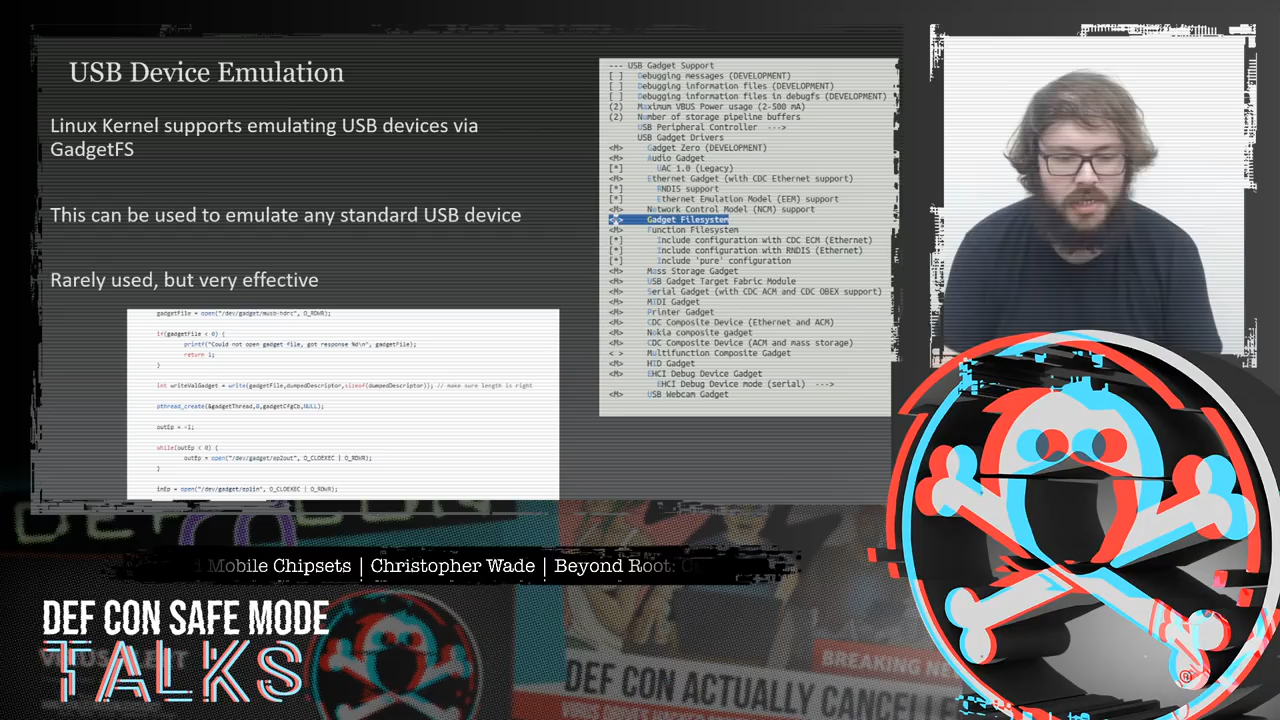 USB Device Emulation
Linux Kernel supports emulating USB devices via
GadgetFS
This can be used to emulate any standard USB device
Rarely used, but very effective
gadgetFile = open("/dev/gadget/musb-hdrc", O_RDWR);
if(gadgetFile < 0) {
printf("Could not open gadget file, got response %d\n", gadgetFile);
return 1;
}
int writeValGadget = write(gadgetFile,dumpedDescriptor,sizeof(dumpedDescriptor)); // make sure length is right
pthread_create(&gadgetThread,0,gadgetCfgCb,NULL);
outEp = -1;
while(outEp < 0) {
outEp = open("/dev/gadget/ep2out", O_CLOEXEC | O_RDWR);
}
inEp = open("/dev/gadget/ep1in", O_CLOEXEC | O_RDWR);
--- USB Gadget Support
[ ] Debugging messages (DEVELOPMENT)
[ ] Debugging information files (DEVELOPMENT)
[ ] Debugging information files in debugfs (DEVELOPMENT)
(2) Maximum VBUS Power usage (2-500 mA)
(2) Number of storage pipeline buffers
USB Peripheral Controller --->
USB Gadget Drivers
<M> Gadget Zero (DEVELOPMENT)
<M> Audio Gadget
[*] UAC 1.0 (Legacy)
<M> Ethernet Gadget (with CDC Ethernet support)
[*] RNDIS support
[*] Ethernet Emulation Model (EEM) support
<M> Network Control Model (NCM) support
<M> Gadget Filesystem
<M> Function Filesystem
[*] Include configuration with CDC ECM (Ethernet)
[*] Include configuration with RNDIS (Ethernet)
[*] Include 'pure' configuration
<M> Mass Storage Gadget
<M> USB Gadget Target Fabric Module
<M> Serial Gadget (with CDC ACM and CDC OBEX support)
<M> MIDI Gadget
<M> Printer Gadget
<M> CDC Composite Device (Ethernet and ACM)
<M> Nokia composite gadget
<M> CDC Composite Device (ACM and mass storage)
< > Multifunction Composite Gadget
<M> HID Gadget
<M> EHCI Debug Device Gadget
EHCI Debug Device mode (serial) --->
<M> USB Webcam Gadget
DEF CON
Mobile Chipsets | Christopher Wade | Beyond Root:
DEF CON SAFE MODE
TALKS
BREAKING
DEF CON ACTUALLY CANCELLE
®